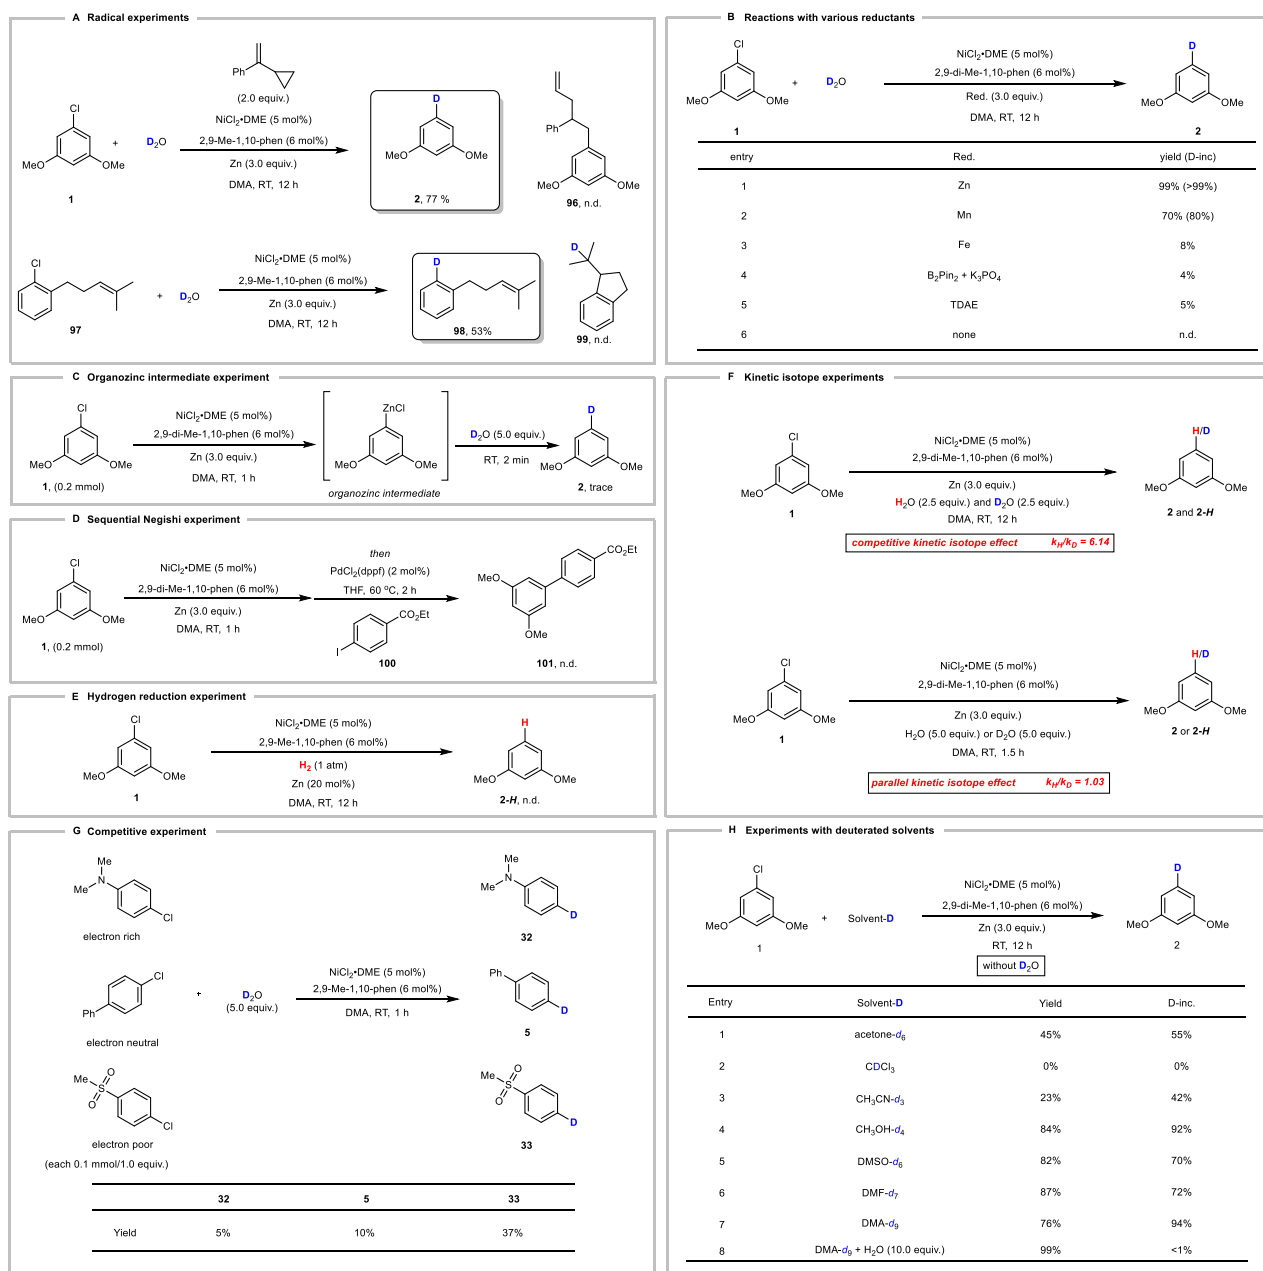 A Radical experiments
Ph
(2.0 equiv.)
Cl
MeO
OMe
1
+
D2O
NiCl2•DME (5 mol%)
2,9-Me-1,10-phen (6 mol%)
Zn (3.0 equiv.)
DMA, RT, 12 h
D
MeO
OMe
2, 77 %
Ph
MeO
OMe
96, n.d.
Cl
97
+
D2O
NiCl2•DME (5 mol%)
2,9-Me-1,10-phen (6 mol%)
Zn (3.0 equiv.)
DMA, RT, 12 h
D
98, 53%
D
99, n.d.
B Reactions with various reductants
Cl
MeO
OMe
1
+
D2O
NiCl2•DME (5 mol%)
2,9-di-Me-1,10-phen (6 mol%)
Red. (3.0 equiv.)
DMA, RT, 12 h
D
MeO
OMe
2
entry Red. yield (D-inc)
1 Zn 99% (>99%)
2 Mn 70% (80%)
3 Fe 8%
4 B2Pin2 + K3PO4 4%
5 TDAE 5%
6 none n.d.
C Organozinc intermediate experiment
Cl
MeO
OMe
1, (0.2 mmol)
NiCl2•DME (5 mol%)
2,9-di-Me-1,10-phen (6 mol%)
Zn (3.0 equiv.)
DMA, RT, 1 h
ZnCl
MeO
OMe
organozinc intermediate
D2O (5.0 equiv.)
RT, 2 min
D
MeO
OMe
2, trace
D Sequential Negishi experiment
Cl
MeO
OMe
1, (0.2 mmol)
NiCl2•DME (5 mol%)
2,9-di-Me-1,10-phen (6 mol%)
Zn (3.0 equiv.)
DMA, RT, 1 h
then
PdCl2(dppf) (2 mol%)
THF, 60 °C, 2 h
CO2Et
I
100
CO2Et
MeO
OMe
101, n.d.
E Hydrogen reduction experiment
Cl
MeO
OMe
1
NiCl2•DME (5 mol%)
2,9-Me-1,10-phen (6 mol%)
H2 (1 atm)
Zn (20 mol%)
DMA, RT, 12 h
H
MeO
OMe
2-H, n.d.
F Kinetic isotope experiments
Cl
MeO
OMe
1
NiCl2•DME (5 mol%)
2,9-di-Me-1,10-phen (6 mol%)
Zn (3.0 equiv.)
H2O (2.5 equiv.) and D2O (2.5 equiv.)
DMA, RT, 12 h
H/D
MeO
OMe
2 and 2-H
competitive kinetic isotope effect kH/kD = 6.14
Cl
MeO
OMe
1
NiCl2•DME (5 mol%)
2,9-di-Me-1,10-phen (6 mol%)
Zn (3.0 equiv.)
H2O (5.0 equiv.) or D2O (5.0 equiv.)
DMA, RT, 1.5 h
H/D
MeO
OMe
2 or 2-H
parallel kinetic isotope effect kH/kD = 1.03
G Competitive experiment
Me
Me
N
Cl
electron rich
Cl
Ph
electron neutral
Me
O
S
O
Cl
electron poor
(each 0.1 mmol/1.0 equiv.)
+
D2O
(5.0 equiv.)
NiCl2•DME (5 mol%)
2,9-Me-1,10-phen (6 mol%)
DMA, RT, 1 h
Me
Me
N
D
32
Ph
D
5
Me
O
S
O
D
33
32 5 33
Yield 5% 10% 37%
H Experiments with deuterated solvents
Cl
MeO
OMe
1
+
Solvent-D
NiCl2•DME (5 mol%)
2,9-di-Me-1,10-phen (6 mol%)
Zn (3.0 equiv.)
RT, 12 h
without D2O
D
MeO
OMe
2
Entry Solvent-D Yield D-inc.
1 acetone-d6 45% 55%
2 CDCl3 0% 0%
3 CH3CN-d3 23% 42%
4 CH3OH-d4 84% 92%
5 DMSO-d6 82% 70%
6 DMF-d7 87% 72%
7 DMA-d9 76% 94%
8 DMA-d9 + H2O (10.0 equiv.) 99% <1%